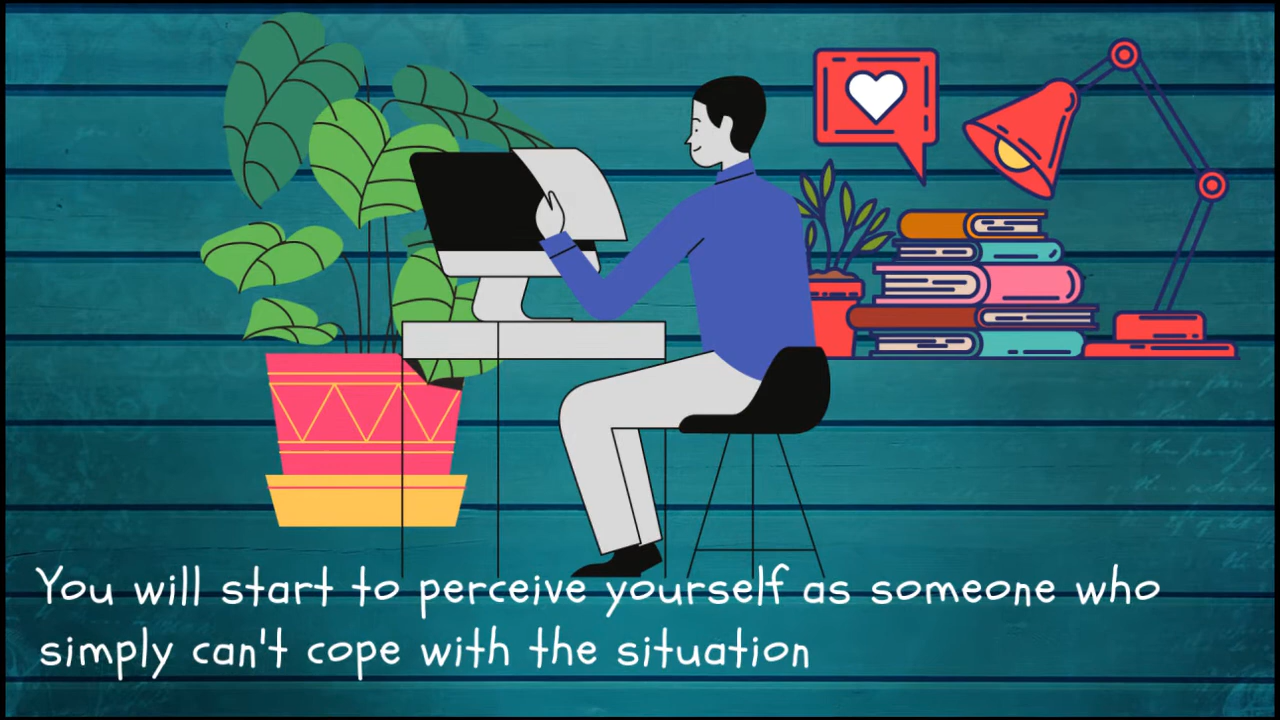 You will start to perceive yourself as someone who
simply can't cope with the situation